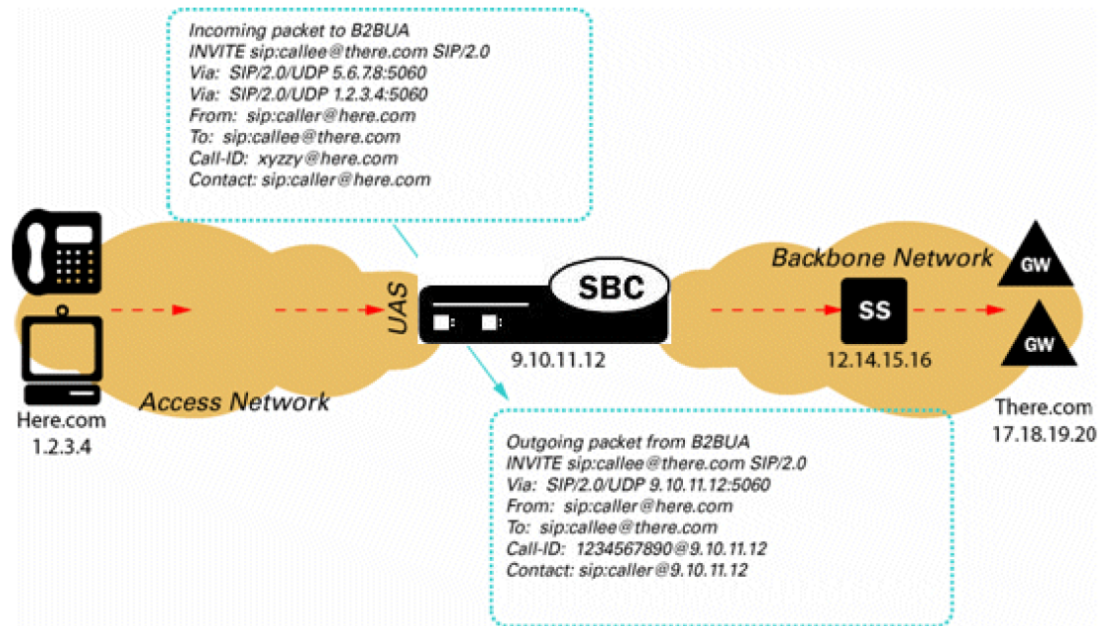 Incoming packet to B2BUA
INVITE sip:callee@there.com SIP/2.0
Via: SIP/2.0/UDP 5.6.7.8:5060
Via: SIP/2.0/UDP 1.2.3.4:5060
From: sip:caller@here.com
To: sip:callee@there.com
Call-ID: xyzzy@here.com
Contact: sip:caller@here.com
Backbone Network
GW
UAS
SBC
SS
GW
9.10.11.12
12.14.15.16
Access Network
Here.com
1.2.3.4
There.com
17.18.19.20
Outgoing packet from B2BUA
INVITE sip:callee@there.com SIP/2.0
Via: SIP/2.0/UDP 9.10.11.12:5060
From: sip:caller@here.com
To: sip:callee@there.com
Call-ID: 1234567890@9.10.11.12
Contact: sip:caller@9.10.11.12